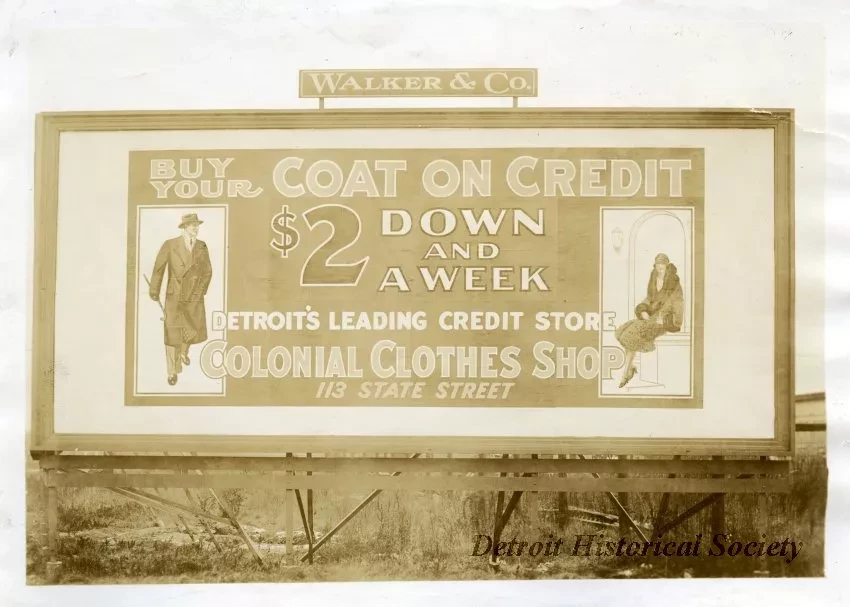 WALKER & CO.
BUY YOUR COAT ON CREDIT
$2 DOWN
AND
A WEEK
DETROIT'S LEADING CREDIT STORE
COLONIAL CLOTHES SHOP
113 STATE STREET
Detroit Historical Society